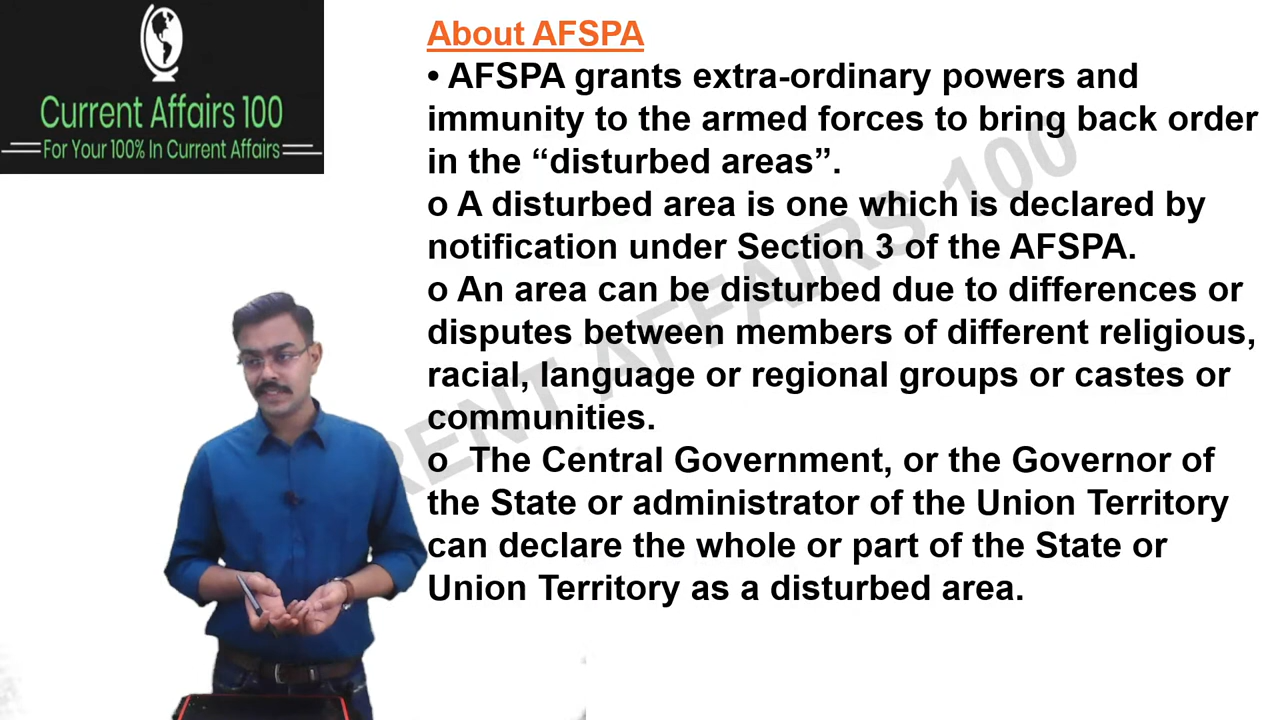 Current Affairs 100
For Your 100% In Current Affairs
About AFSPA
• AFSPA grants extra-ordinary powers and
immunity to the armed forces to bring back order
in the “disturbed areas”.
o A disturbed area is one which is declared by
notification under Section 3 of the AFSPA.
o An area can be disturbed due to differences or
disputes between members of different religious,
racial, language or regional groups or castes or
communities.
o  The Central Government, or the Governor of
the State or administrator of the Union Territory
can declare the whole or part of the State or
Union Territory as a disturbed area.
RENT AFFAIRS 100